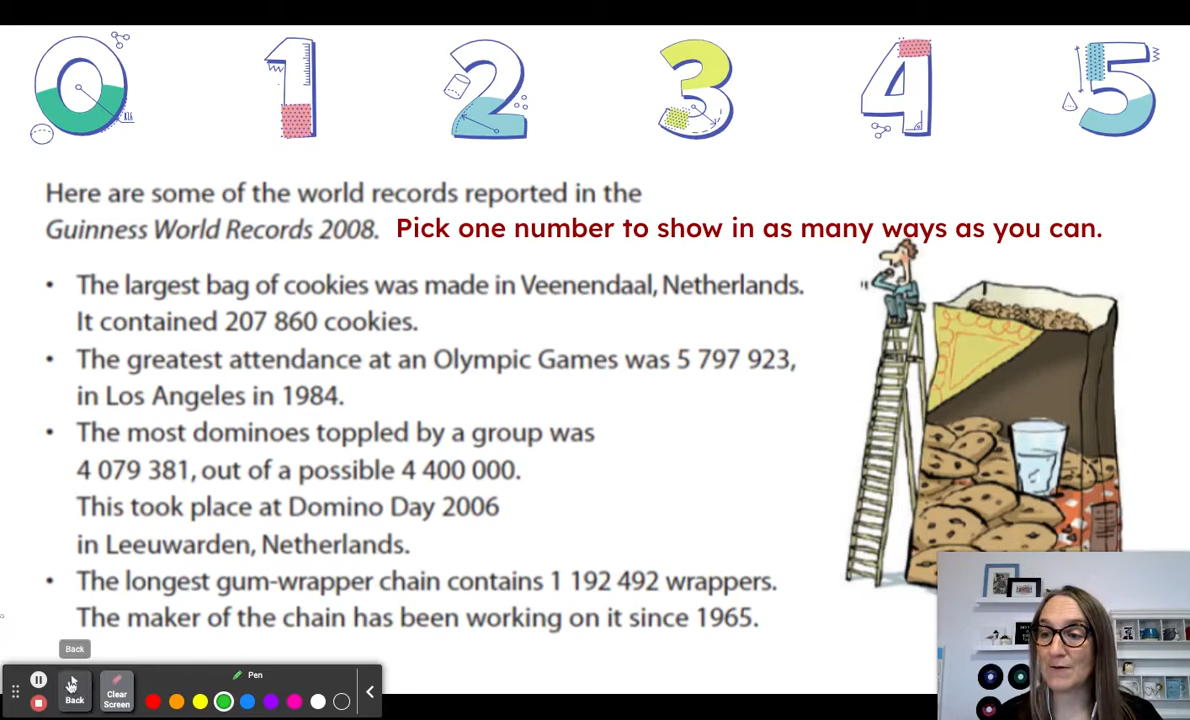 0 1 2 3 4 5
Here are some of the world records reported in the
Guinness World Records 2008. Pick one number to show in as many ways as you can.
• The largest bag of cookies was made in Veenendaal, Netherlands.
It contained 207 860 cookies.
• The greatest attendance at an Olympic Games was 5 797 923,
in Los Angeles in 1984.
• The most dominoes toppled by a group was
4 079 381, out of a possible 4 400 000.
This took place at Domino Day 2006
in Leeuwarden, Netherlands.
• The longest gum-wrapper chain contains 1 192 492 wrappers.
The maker of the chain has been working on it since 1965.
Back
Pen
Back
Clear
Screen